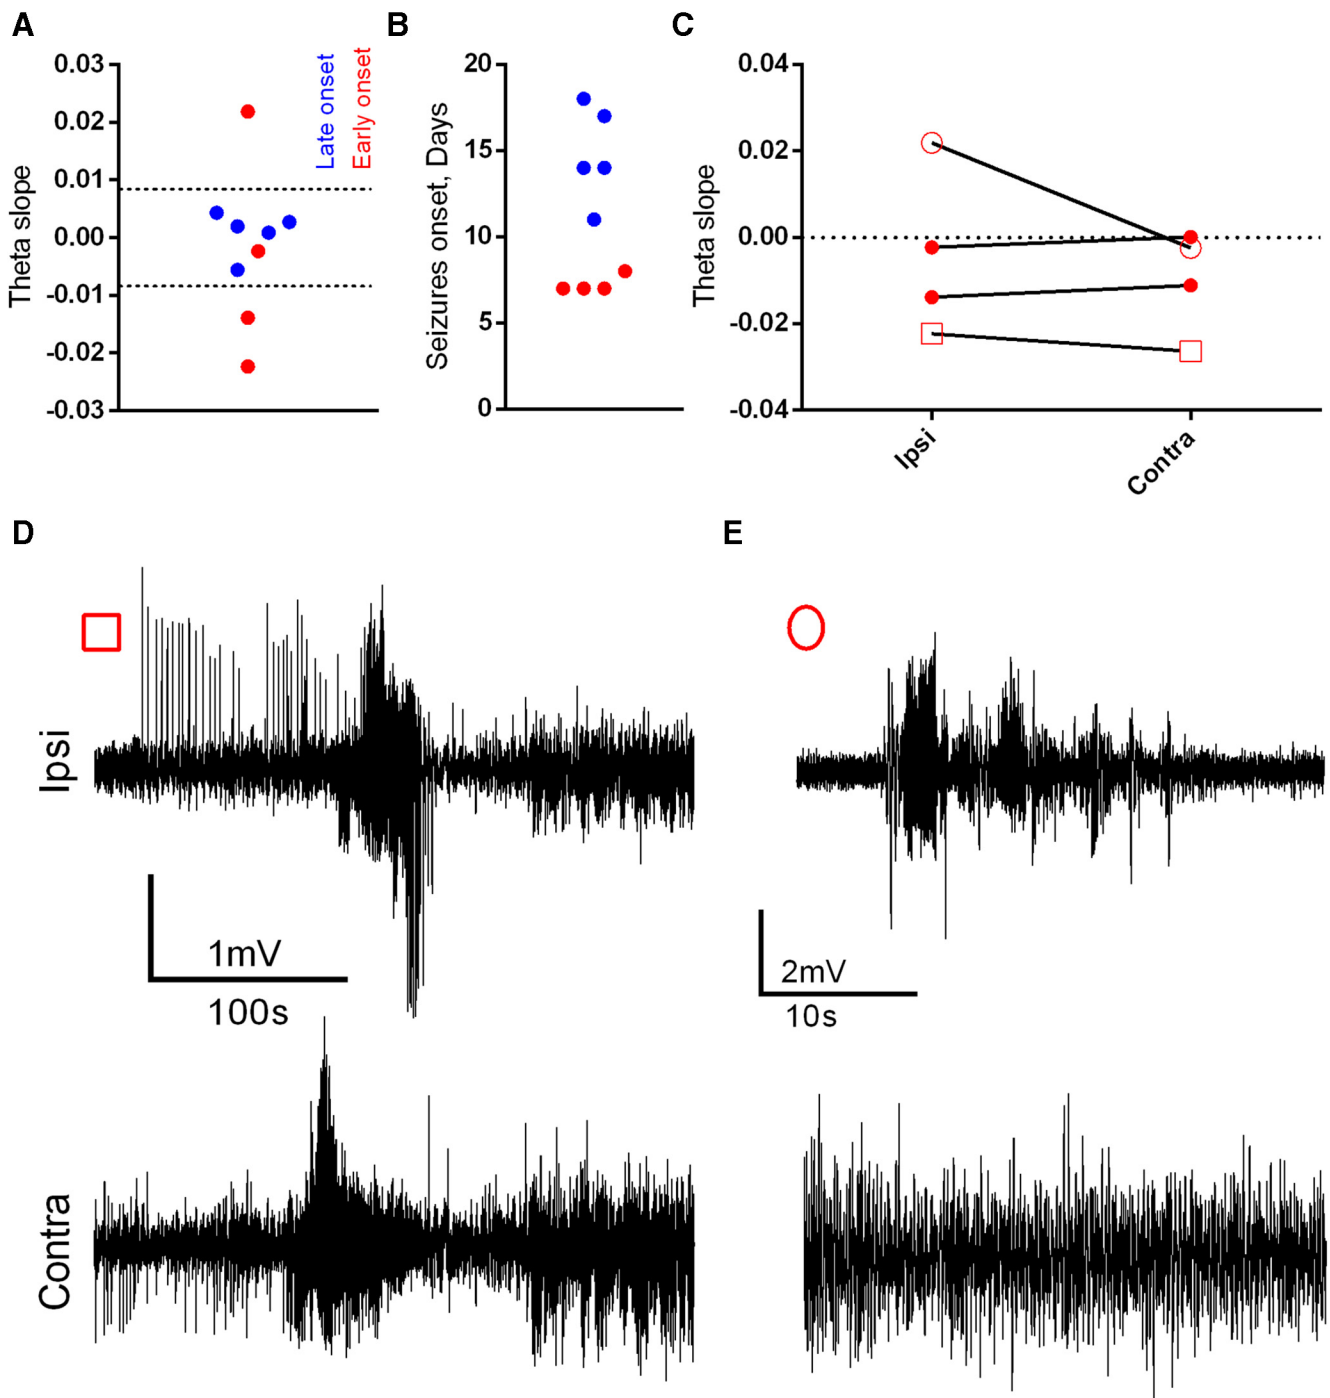 A
B
C
0.03
0.02
0.01
0.00
-0.01
-0.02
-0.03
Theta slope
Late onset
Early onset
20
15
10
5
0
Seizures onset, Days
0.04
0.02
0.00
-0.02
-0.04
Theta slope
Ipsi
Contra
D
E
Ipsi
1mV
100s
2mV
10s
Contra